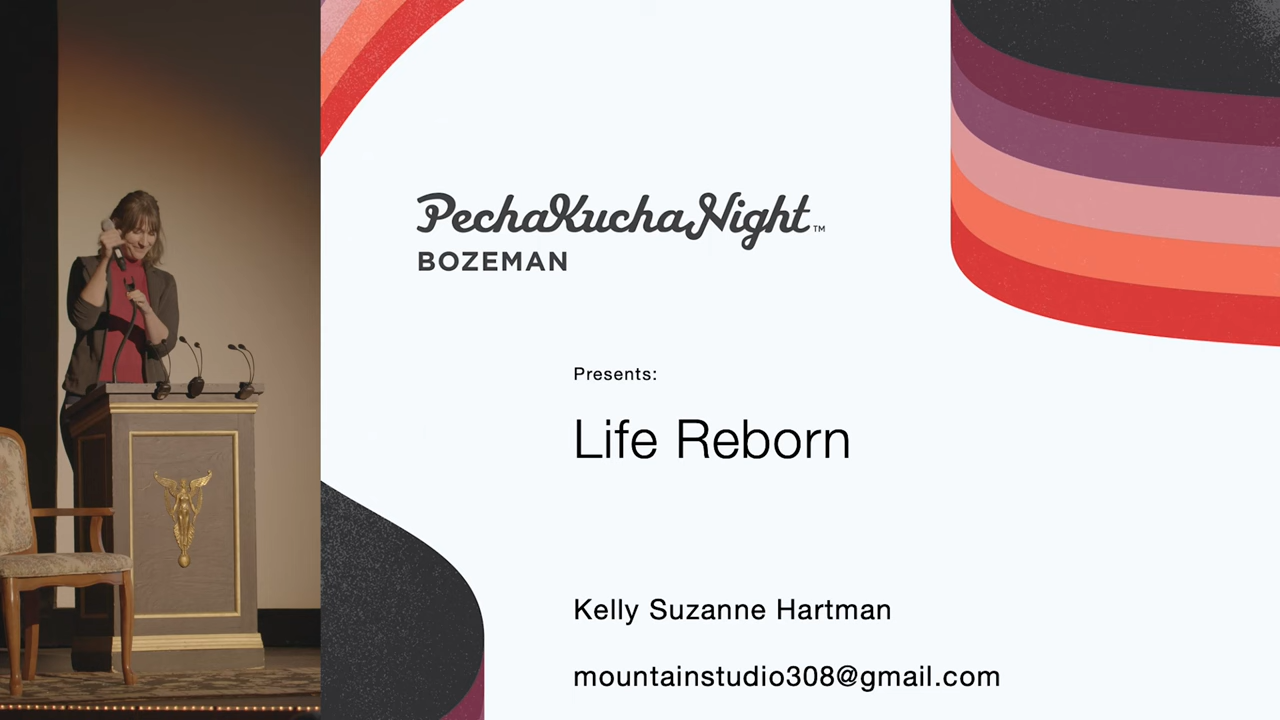 PechaKuchaNight™
BOZEMAN
Presents:
Life Reborn
Kelly Suzanne Hartman
mountainstudio308@gmail.com